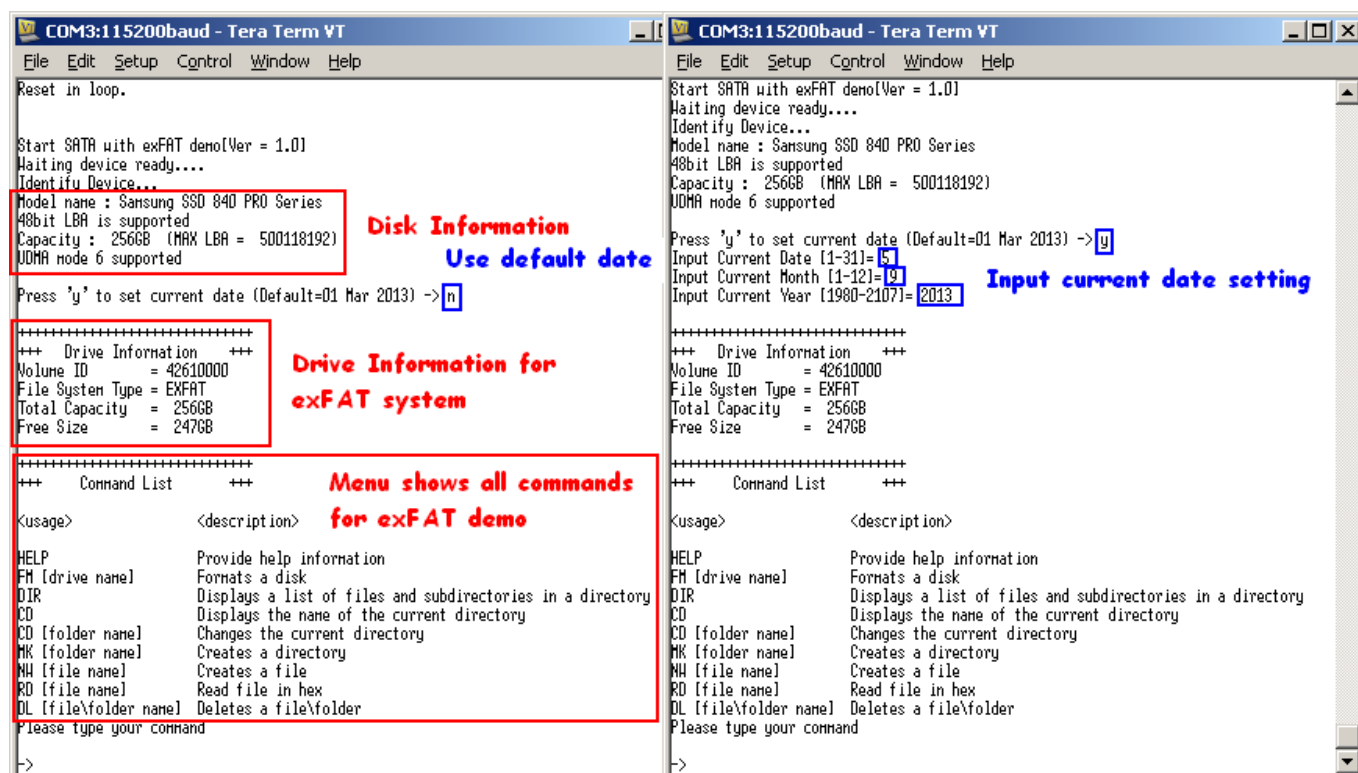 COM3:115200baud - Tera Term VT
File Edit Setup Control Window Help
Reset in loop.
Start SATA with exFAT demo[Ver = 1.0]
Waiting device ready....
Identify Device...
Model name : Samsung SSD 840 PRO Series
48bit LBA is supported
Capacity : 256GB (MAX LBA = 500118192)
UDMA mode 6 supported
Disk Information
Use default date
Press 'y' to set current date (Default=01 Mar 2013) -> n
++++++++++++++++++++++++++++++
+++ Drive Information +++
Volume ID = 42610000
File System Type = EXFAT
Total Capacity = 256GB
Free Size = 247GB
Drive Information for
exFAT system
++++++++++++++++++++++++++++++
+++ Command List +++
Menu shows all commands
for exFAT demo
<usage> <description>
HELP Provide help information
FM [drive name] Formats a disk
DIR Displays a list of files and subdirectories in a directory
CD Displays the name of the current directory
CD [folder name] Changes the current directory
MK [folder name] Creates a directory
NW [file name] Creates a file
RD [file name] Read file in hex
DL [file\folder name] Deletes a file\folder
Please type your command
->
COM3:115200baud - Tera Term VT
File Edit Setup Control Window Help
Start SATA with exFAT demo[Ver = 1.0]
Waiting device ready....
Identify Device...
Model name : Samsung SSD 840 PRO Series
48bit LBA is supported
Capacity : 256GB (MAX LBA = 500118192)
UDMA mode 6 supported
Press 'y' to set current date (Default=01 Mar 2013) -> y
Input Current Date [1-31]= 5
Input Current Month [1-12]= 9
Input Current Year [1980-2107]= 2013
Input current date setting
++++++++++++++++++++++++++++++
+++ Drive Information +++
Volume ID = 42610000
File System Type = EXFAT
Total Capacity = 256GB
Free Size = 247GB
++++++++++++++++++++++++++++++
+++ Command List +++
<usage> <description>
HELP Provide help information
FM [drive name] Formats a disk
DIR Displays a list of files and subdirectories in a directory
CD Displays the name of the current directory
CD [folder name] Changes the current directory
MK [folder name] Creates a directory
NW [file name] Creates a file
RD [file name] Read file in hex
DL [file\folder name] Deletes a file\folder
Please type your command
->